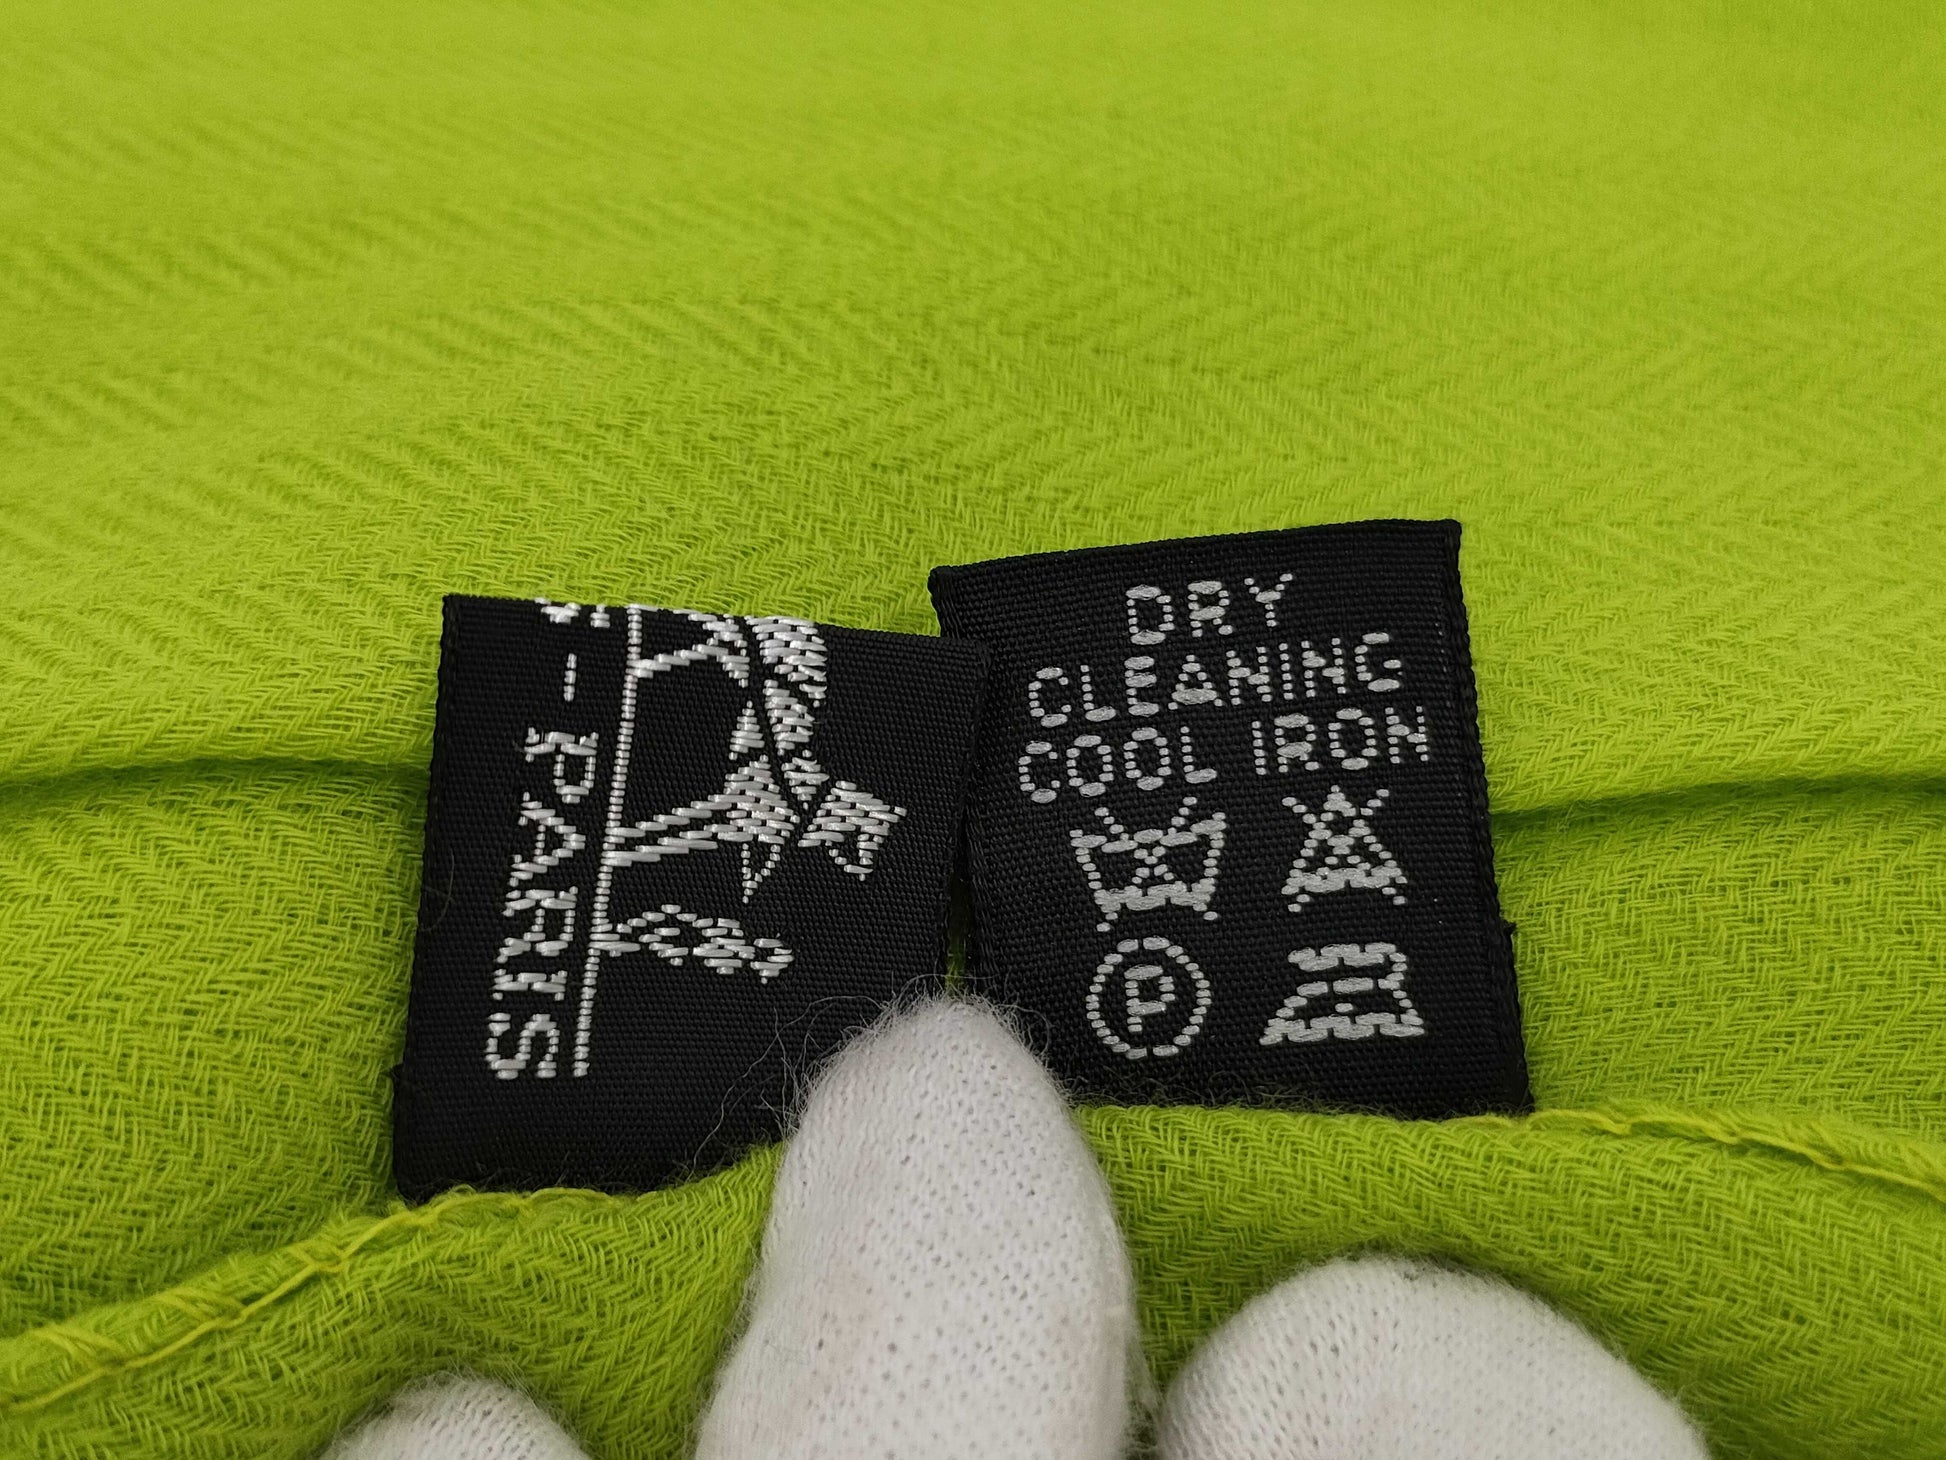 - PARIS
DRY
CLEANING
COOL IRON
P